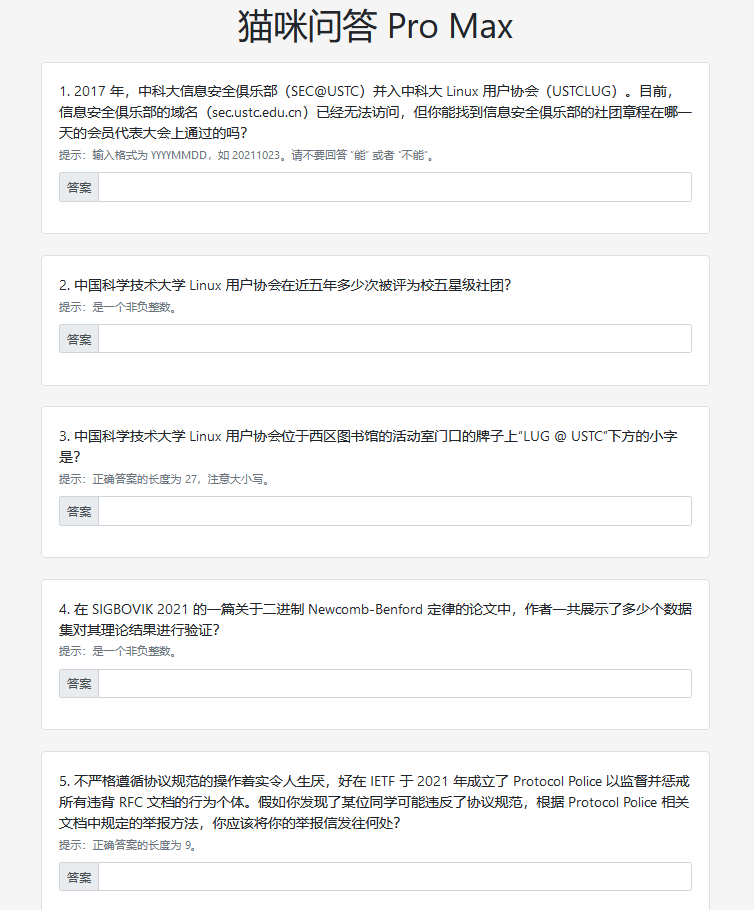 猫咪问答 Pro Max
1. 2017 年，中科大信息安全俱乐部（SEC@USTC）并入中科大 Linux 用户协会（USTCLUG）。目前，
信息安全俱乐部的域名（sec.ustc.edu.cn）已经无法访问，但你能找到信息安全俱乐部的社团章程在哪一
天的会员代表大会上通过的吗？
提示：输入格式为 YYYYMMDD，如 20211023。请不要回答 “能” 或者 “不能”。
答案
2. 中国科学技术大学 Linux 用户协会在近五年多少次被评为校五星级社团？
提示：是一个非负整数。
答案
3. 中国科学技术大学 Linux 用户协会位于西区图书馆的活动室门口的牌子上“LUG @ USTC”下方的小字
是？
提示：正确答案的长度为 27，注意大小写。
答案
4. 在 SIGBOVIK 2021 的一篇关于二进制 Newcomb-Benford 定律的论文中，作者一共展示了多少个数据
集对其理论结果进行验证？
提示：是一个非负整数。
答案
5. 不严格遵循协议规范的操作着实令人生厌，好在 IETF 于 2021 年成立了 Protocol Police 以监督并惩戒
所有违背 RFC 文档的行为个体。假如你发现了某位同学可能违反了协议规范，根据 Protocol Police 相关
文档中规定的举报方法，你应该将你的举报信发往何处？
提示：正确答案的长度为 9。
答案